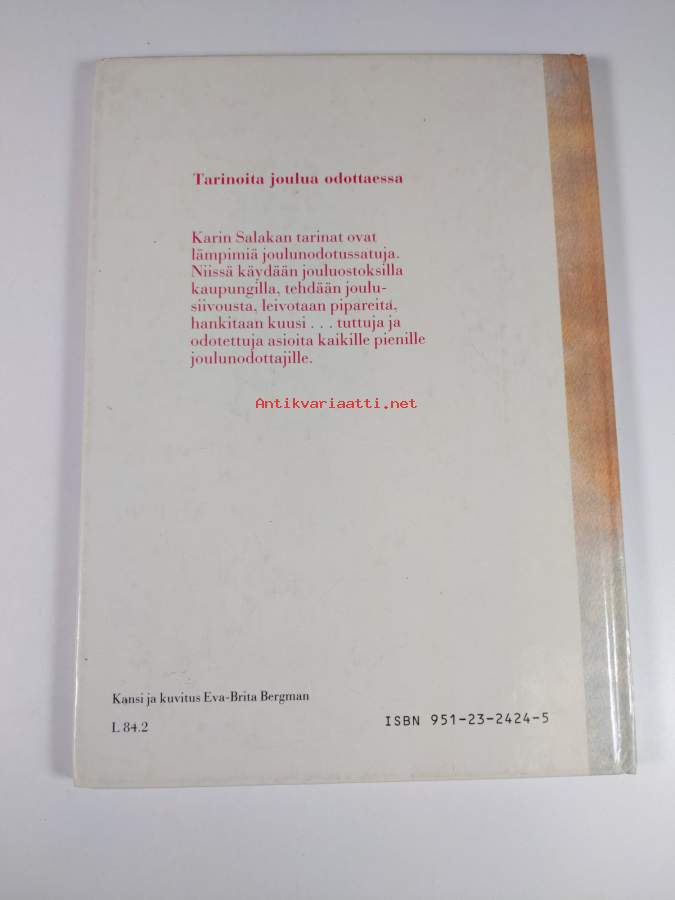 Tarinoita joulua odottaessa
Karin Salakan tarinat ovat
lämpimiä joulunodotussatuja.
Niissä käydään jouluostoksilla
kaupungilla, tehdään joulu-
siivousta, leivotaan pipareita,
hankitaan kuusi . . . tuttuja ja
odotettuja asioita kaikille pienille
joulunodottajille.
Antikvariaatti.net
Kansi ja kuvitus Eva-Brita Bergman
L 84.2
ISBN 951-23-2424-5